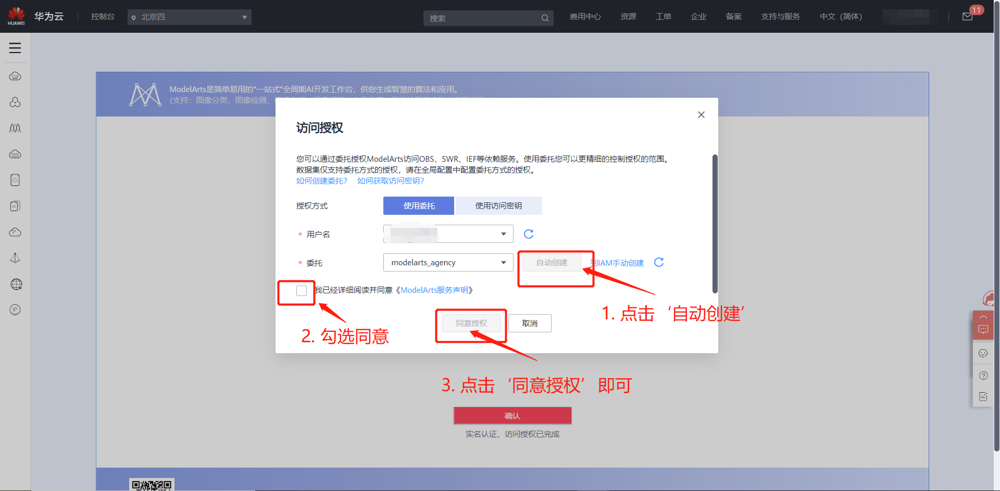 HUAWEI
华为云
控制台
北京四
搜索
费用中心
资源
工单
企业
备案
支持与服务
中文（简体）
11
ModelArts是简单易用的“一站式”全周期AI开发工作台，供您生成智慧的算法和应用。
(支持：图像分类、图像检测、
访问授权
您可以通过委托授权ModelArts访问OBS、SWR、IEF等依赖服务。使用委托您可以更精细的控制授权的范围。
数据集仅支持委托方式的授权，请在全局配置中配置委托方式的授权。
如何创建委托？ 如何获取访问密钥？
授权方式
使用委托
使用访问密钥
* 用户名
* 委托
modelarts_agency
自动创建
到IAM手动创建
我已经详细阅读并同意《ModelArts服务声明》
1. 点击‘自动创建’
同意授权
取消
2. 勾选同意
3. 点击‘同意授权’即可
确认
实名认证、访问授权已完成
IP